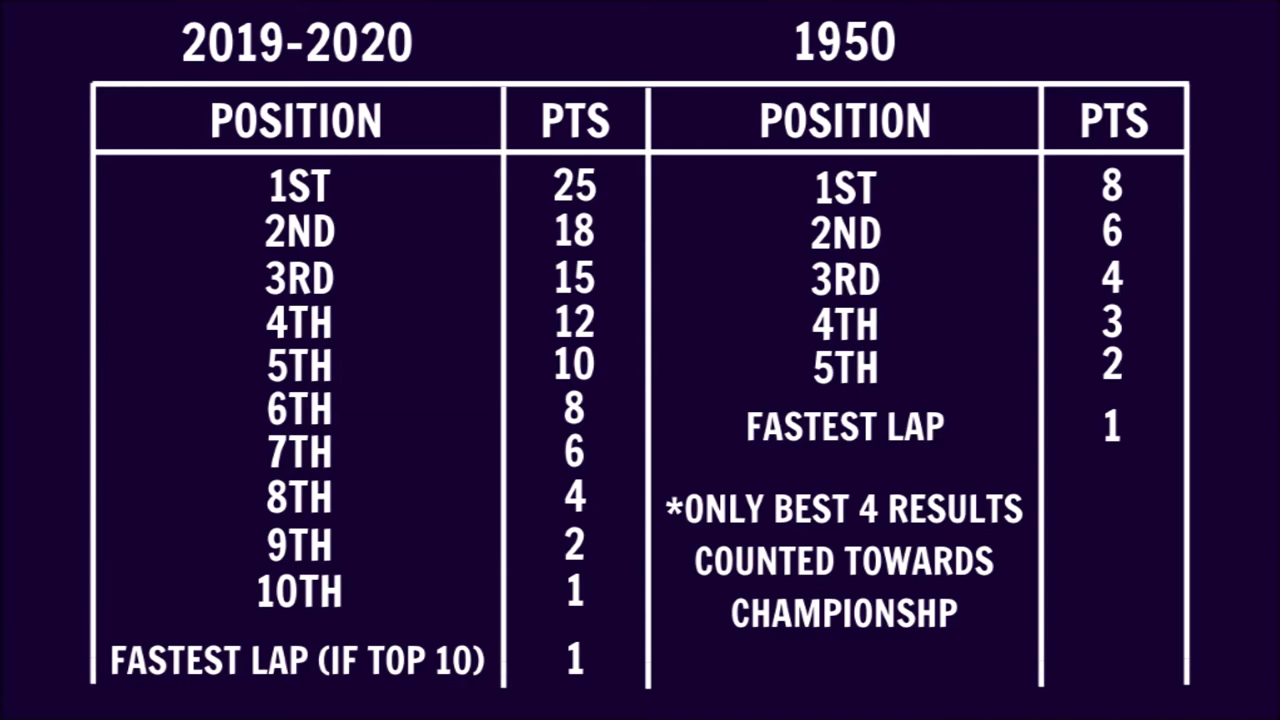 2019-2020 1950
POSITION PTS POSITION PTS
1ST 25 1ST 8
2ND 18 2ND 6
3RD 15 3RD 4
4TH 12 4TH 3
5TH 10 5TH 2
6TH 8
FASTEST LAP 1
7TH 6
8TH 4
*ONLY BEST 4 RESULTS
9TH 2
COUNTED TOWARDS
10TH 1
CHAMPIONSHP
FASTEST LAP (IF TOP 10) 1